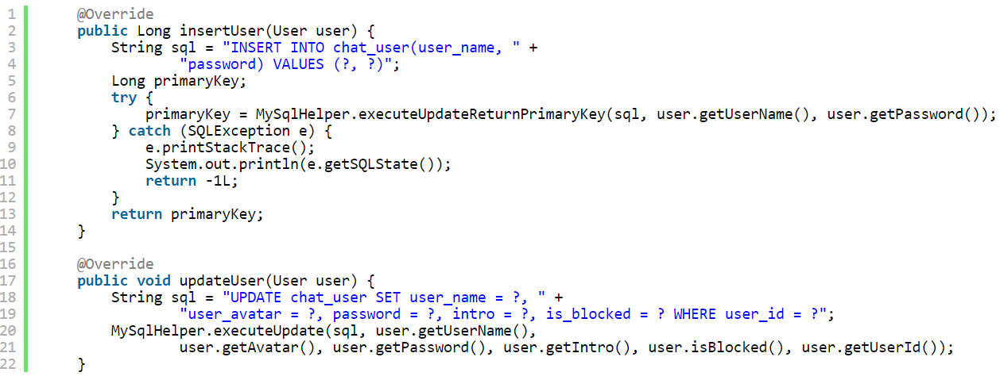 1 @Override
2 public Long insertUser(User user) {
3 String sql = "INSERT INTO chat_user(user_name, " +
4 "password) VALUES (?, ?)";
5 Long primaryKey;
6 try {
7 primaryKey = MySqlHelper.executeUpdateReturnPrimaryKey(sql, user.getUserName(), user.getPassword());
8 } catch (SQLException e) {
9 e.printStackTrace();
10 System.out.println(e.getSQLState());
11 return -1L;
12 }
13 return primaryKey;
14 }
15
16 @Override
17 public void updateUser(User user) {
18 String sql = "UPDATE chat_user SET user_name = ?, " +
19 "user_avatar = ?, password = ?, intro = ?, is_blocked = ? WHERE user_id = ?";
20 MySqlHelper.executeUpdate(sql, user.getUserName(),
21 user.getAvatar(), user.getPassword(), user.getIntro(), user.isBlocked(), user.getUserId());
22 }